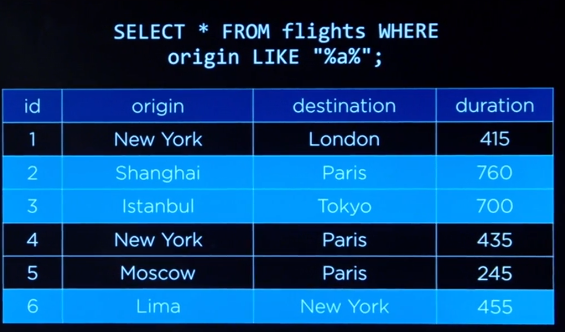 SELECT * FROM flights WHERE
origin LIKE "%a%";
id origin destination duration
1 New York London 415
2 Shanghai Paris 760
3 Istanbul Tokyo 700
4 New York Paris 435
5 Moscow Paris 245
6 Lima New York 455